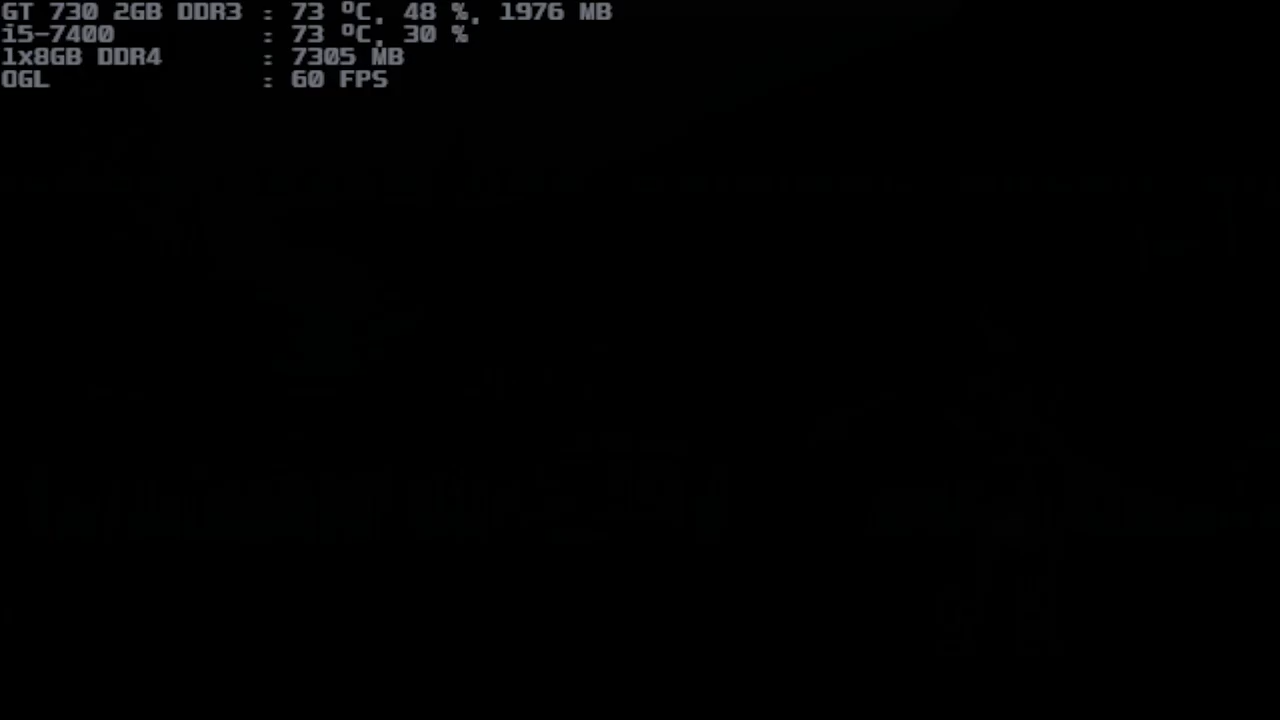 GT 730 2GB DDR3 : 73 ºC, 48 %, 1976 MB
i5-7400 : 73 ºC, 30 %
1x8GB DDR4 : 7305 MB
OGL : 60 FPS